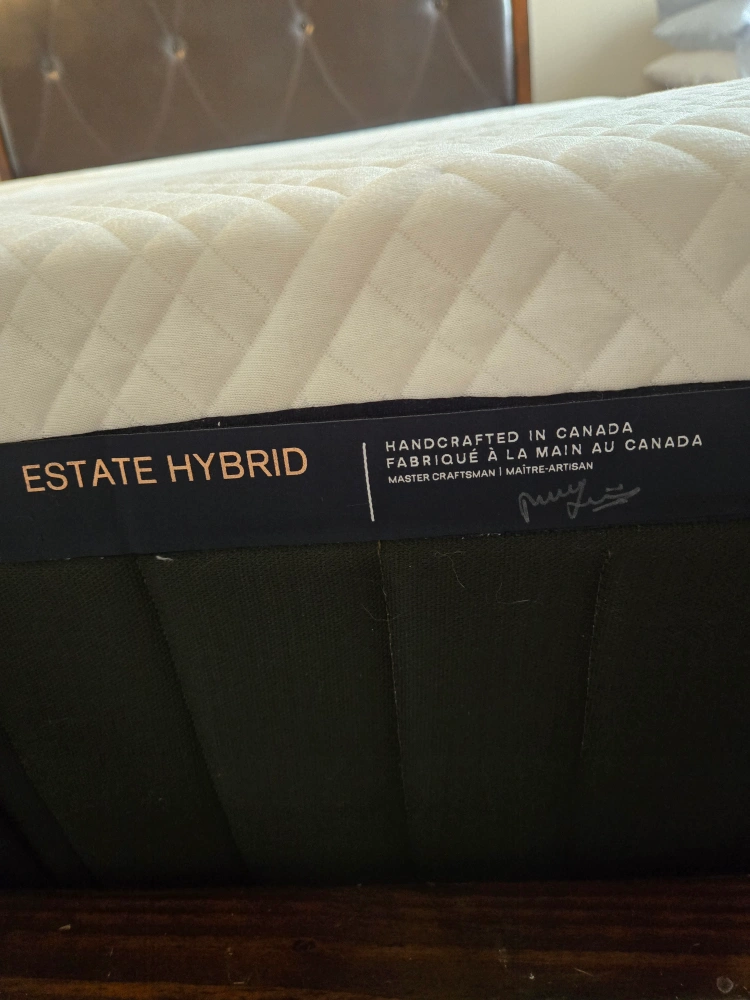 ESTATE HYBRID
HANDCRAFTED IN CANADA
FABRIQUÉ À LA MAIN AU CANADA
MASTER CRAFTSMAN | MAÎTRE-ARTISAN